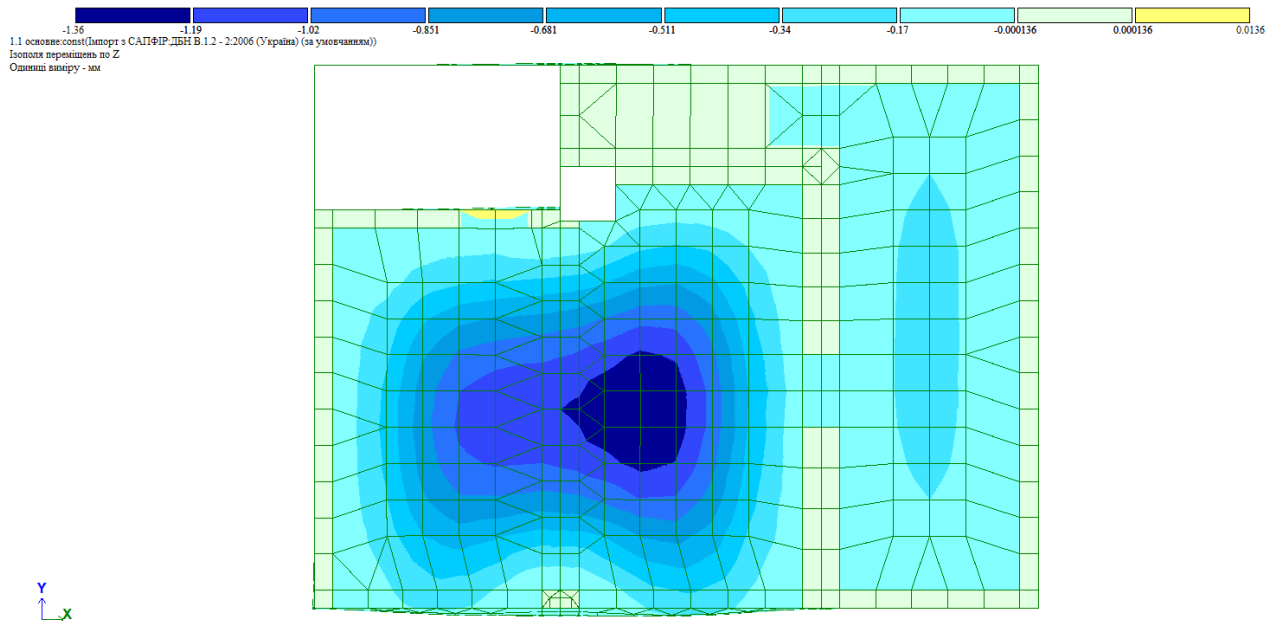 -1.36 -1.19 -1.02 -0.851 -0.681 -0.511 -0.34 -0.17 -0.000136 0.000136 0.0136
1.1 основне:const(Імпорт з САПФІР:ДБН В.1.2 - 2:2006 (Україна) (за умовчанням))
Ізополя переміщень по Z
Одиниці виміру - мм
Y
X